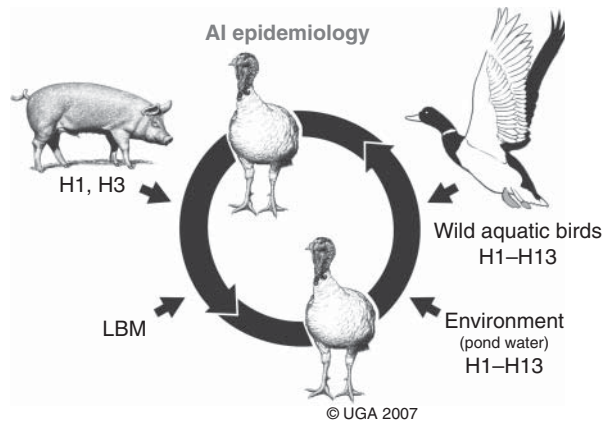 AI epidemiology
H1, H3
Wild aquatic birds
H1–H13
LBM
Environment
(pond water)
H1–H13
© UGA 2007